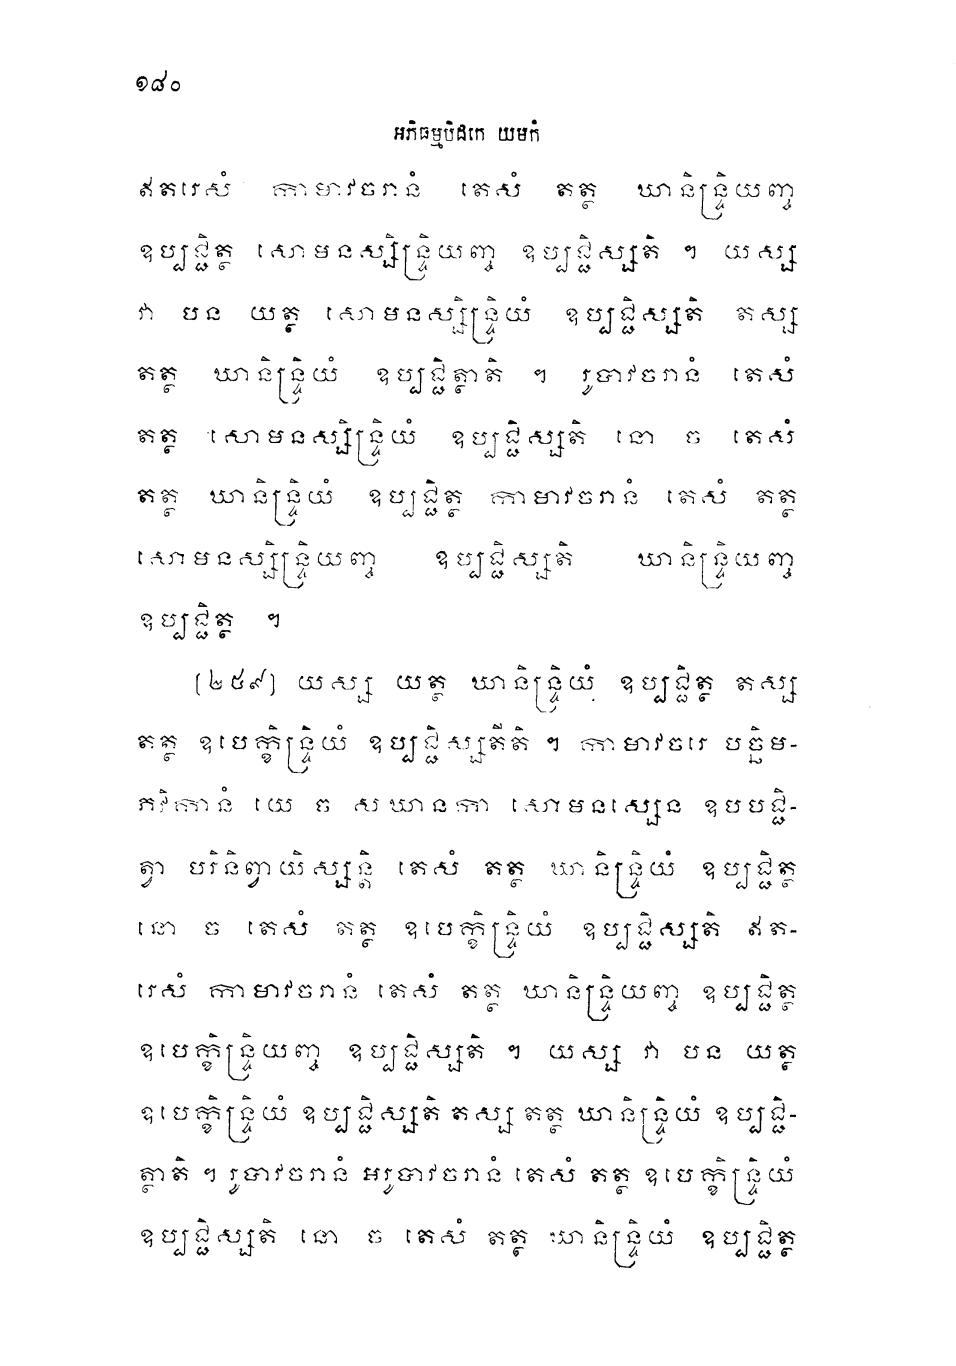 ១៨០
អភិធម្មបិដកេ យមកំ
ឥតរេសំ កាមាវចរានំ តេសំ តត្ថ ឃានិន្ទ្រិយញ្ច
ឧប្បជ្ជិត្ថ សោមនស្សិន្ទ្រិយញ្ច ឧប្បជ្ជិស្សតិ ។ យស្ស
វា បន យត្ថ សោមនស្សិន្ទ្រិយំ ឧប្បជ្ជិស្សតិ តស្ស
តត្ថ ឃានិន្ទ្រិយំ ឧប្បជ្ជិត្ថាតិ ។ រូបាវចរានំ តេសំ
តត្ថ សោមនស្សិន្ទ្រិយំ ឧប្បជ្ជិស្សតិ នោ ច តេសំ
តត្ថ ឃានិន្ទ្រិយំ ឧប្បជ្ជិត្ថ កាមាវចរានំ តេសំ តត្ថ
សោមនស្សិន្ទ្រិយញ្ច ឧប្បជ្ជិស្សតិ ឃានិន្ទ្រិយញ្ច
ឧប្បជ្ជិត្ថ ។
[២៥៩] យស្ស យត្ថ ឃានិន្ទ្រិយំ ឧប្បជ្ជិត្ថ តស្ស
តត្ថ ឧបេក្ខិន្ទ្រិយំ ឧប្បជ្ជិស្សតីតិ ។ កាមាវចរេ បច្ឆិម-
ភវិកានំ យេ ច សឃានកា សោមនស្សេន ឧបបជ្ជិ-
ត្វា បរិនិព្វាយិស្សន្តិ តេសំ តត្ថ ឃានិន្ទ្រិយំ ឧប្បជ្ជិត្ថ
នោ ច តេសំ តត្ថ ឧបេក្ខិន្ទ្រិយំ ឧប្បជ្ជិស្សតិ ឥត-
រេសំ កាមាវចរានំ តេសំ តត្ថ ឃានិន្ទ្រិយញ្ច ឧប្បជ្ជិត្ថ
ឧបេក្ខិន្ទ្រិយញ្ច ឧប្បជ្ជិស្សតិ ។ យស្ស វា បន យត្ថ
ឧបេក្ខិន្ទ្រិយំ ឧប្បជ្ជិស្សតិ តស្ស តត្ថ ឃានិន្ទ្រិយំ ឧប្បជ្ជិ-
ត្ថាតិ ។ រូបាវចរានំ អរូបាវចរានំ តេសំ តត្ថ ឧបេក្ខិន្ទ្រិយំ
ឧប្បជ្ជិស្សតិ នោ ច តេសំ តត្ថ ឃានិន្ទ្រិយំ ឧប្បជ្ជិត្ថ